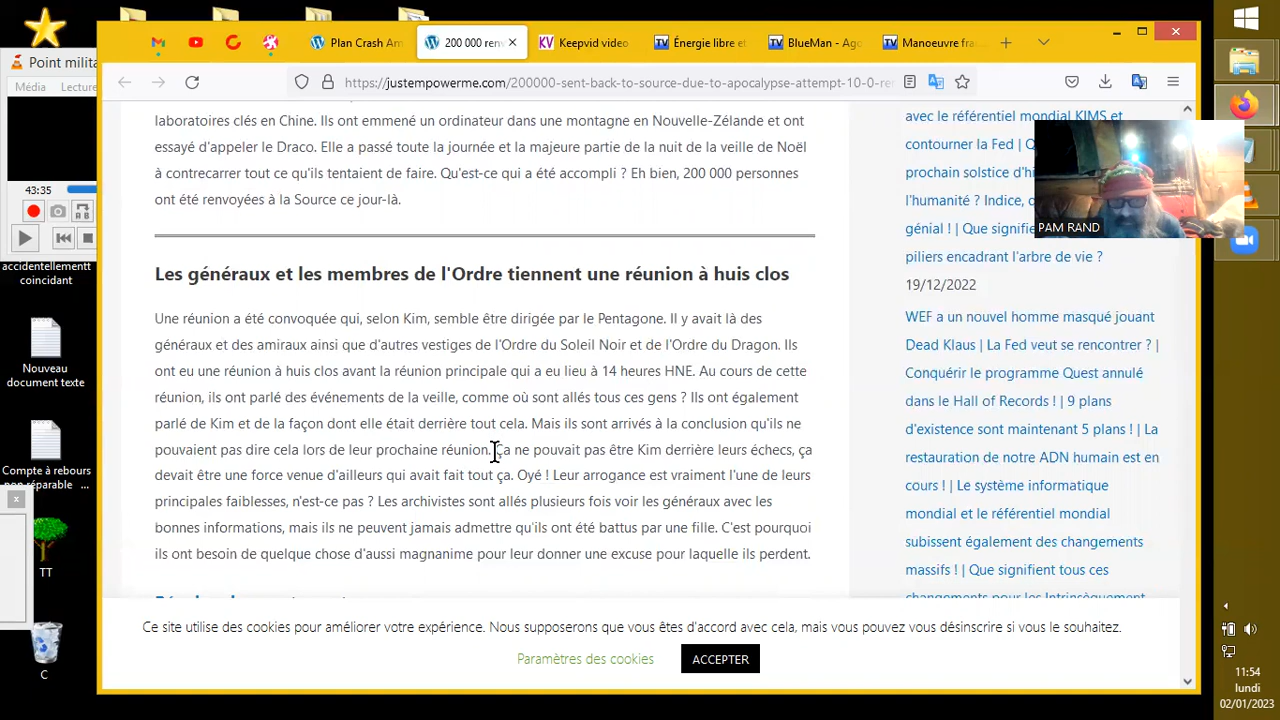 Point milita
Média
Lecture
43:35
accidentellementt
coincidant
Nouveau
document texte
Compte à rebours
non réparable ...
TT
C
Plan Crash Am
200 000 renv
Keepvid video
Énergie libre et
BlueMan - Ago
Manoeuvre fra
https://justempowerme.com/200000-sent-back-to-source-due-to-apocalypse-attempt-10-0-ren
laboratoires clés en Chine. Ils ont
essayé d'appeler le Draco. Elle a passé toute la journée et la majeure partie de la nuit de la veille de Noël
à contrecarrer tout ce qu'ils tentaient de faire. Qu'est-ce qui a été accompli ? Eh bien, 200 000 personnes
ont été renvoyées à la Source ce jour-là.
Les généraux et les membres de l'Ordre tiennent une réunion à huis clos
Une réunion a été convoquée qui, selon Kim, semble être dirigée par le Pentagone. Il y avait là des
généraux et des amiraux ainsi que d'autres vestiges de l'Ordre du Soleil Noir et de l'Ordre du Dragon. Ils
ont eu une réunion à huis clos avant la réunion principale qui a eu lieu à 14 heures HNE. Au cours de cette
réunion, ils ont parlé des événements de la veille, comme où sont allés tous ces gens ? Ils ont également
parlé de Kim et de la façon dont elle était derrière tout cela. Mais ils sont arrivés à la conclusion qu'ils ne
pouvaient pas dire cela lors de leur prochaine réunion. Ça ne pouvait pas être Kim derrière leurs échecs, ça
devait être une force venue d'ailleurs qui avait fait tout ça. Oyé ! Leur arrogance est vraiment l'une de leurs
principales faiblesses, n'est-ce pas ? Les archivistes sont allés plusieurs fois voir les généraux avec les
bonnes informations, mais ils ne peuvent jamais admettre qu'ils ont été battus par une fille. C'est pourquoi
ils ont besoin de quelque chose d'aussi magnanime pour leur donner une excuse pour laquelle ils perdent.
avec le référentiel mondial KIMS et
contourner la Fed | Q
prochain solstice d'hi
l'humanité ? Indice, o
génial ! | Que signifie
piliers encadrant l'arbre de vie ?
19/12/2022
WEF a un nouvel homme masqué jouant
Dead Klaus | La Fed veut se rencontrer ? |
Conquérir le programme Quest annulé
dans le Hall of Records ! | 9 plans
d'existence sont maintenant 5 plans ! | La
restauration de notre ADN humain est en
cours ! | Le système informatique
mondial et le référentiel mondial
subissent également des changements
massifs ! | Que signifient tous ces
changements pour les Intrinsèquement
PAM RAND
Ce site utilise des cookies pour améliorer votre expérience. Nous supposerons que vous êtes d'accord avec cela, mais vous pouvez vous désinscrire si vous le souhaitez.
Paramètres des cookies
ACCEPTER
11:54
lundi
02/01/2023